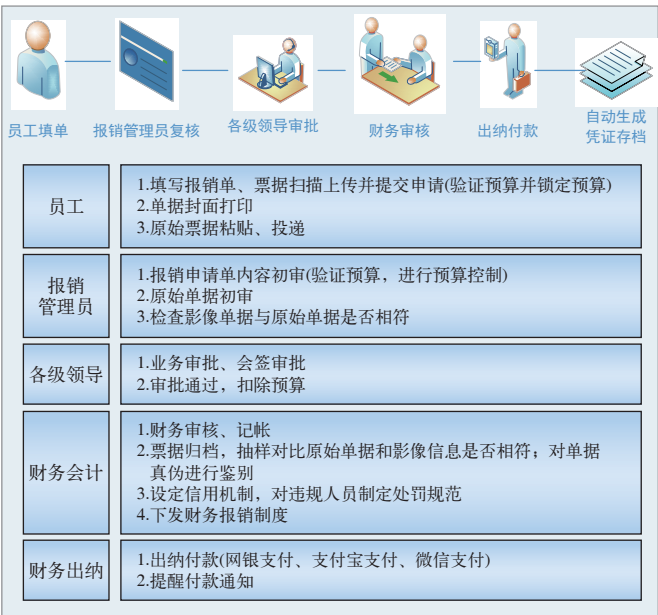 员工填单
报销管理员复核
各级领导审批
财务审核
出纳付款
自动生成
凭证存档
员工
1.填写报销单、票据扫描上传并提交申请(验证预算并锁定预算)
2.单据封面打印
3.原始票据粘贴、投递
报销
管理员
1.报销申请单内容初审(验证预算，进行预算控制)
2.原始单据初审
3.检查影像单据与原始单据是否相符
各级领导
1.业务审批、会签审批
2.审批通过，扣除预算
财务会计
1.财务审核、记帐
2.票据归档，抽样对比原始单据和影像信息是否相符；对单据
真伪进行鉴别
3.设定信用机制，对违规人员制定处罚规范
4.下发财务报销制度
财务出纳
1.出纳付款(网银支付、支付宝支付、微信支付)
2.提醒付款通知